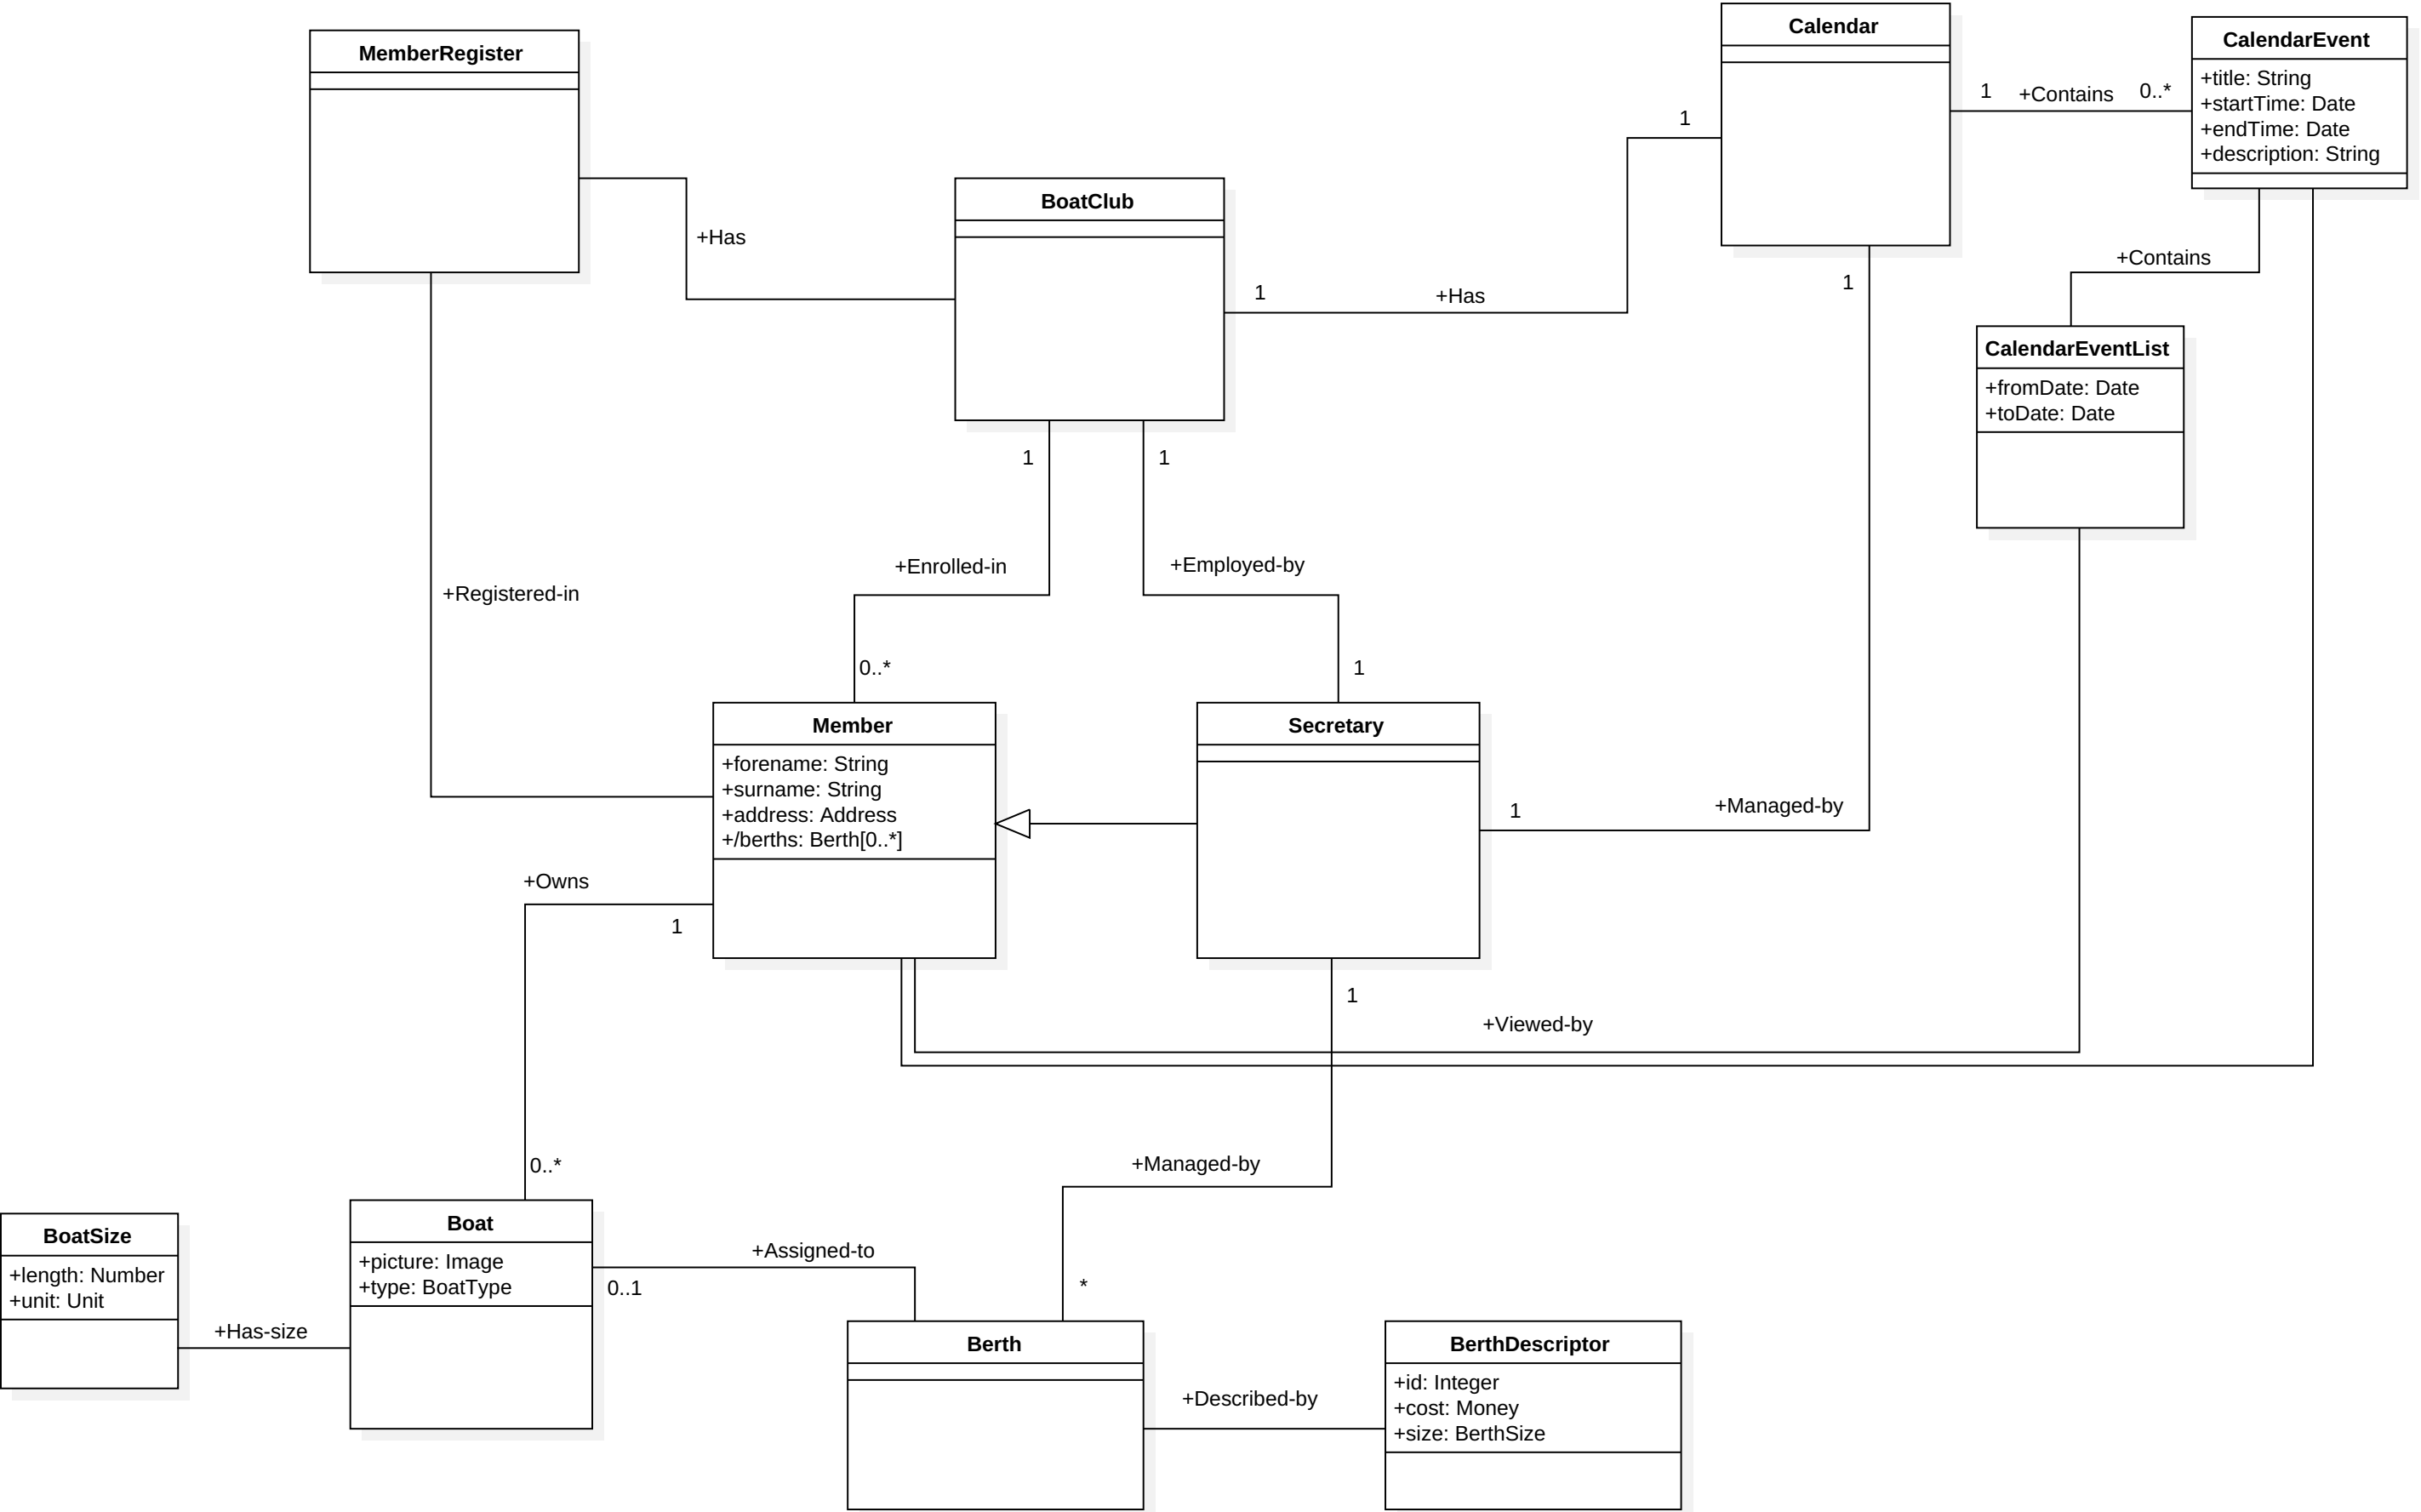 Calendar
MemberRegister
CalendarEvent
+title: String
+startTime: Date
+endTime: Date
+description: String
1
+Contains
0..*
1
BoatClub
+Has
+Contains
1
+Has
1
CalendarEventList
+fromDate: Date
+toDate: Date
1
1
+Enrolled-in
+Employed-by
+Registered-in
0..*
1
Member
+forename: String
+surname: String
+address: Address
+/berths: Berth[0..*]
Secretary
1
+Managed-by
+Owns
1
1
+Viewed-by
+Managed-by
0..*
BoatSize
+length: Number
+unit: Unit
Boat
+picture: Image
+type: BoatType
+Assigned-to
0..1
*
+Has-size
Berth
BerthDescriptor
+id: Integer
+cost: Money
+size: BerthSize
+Described-by